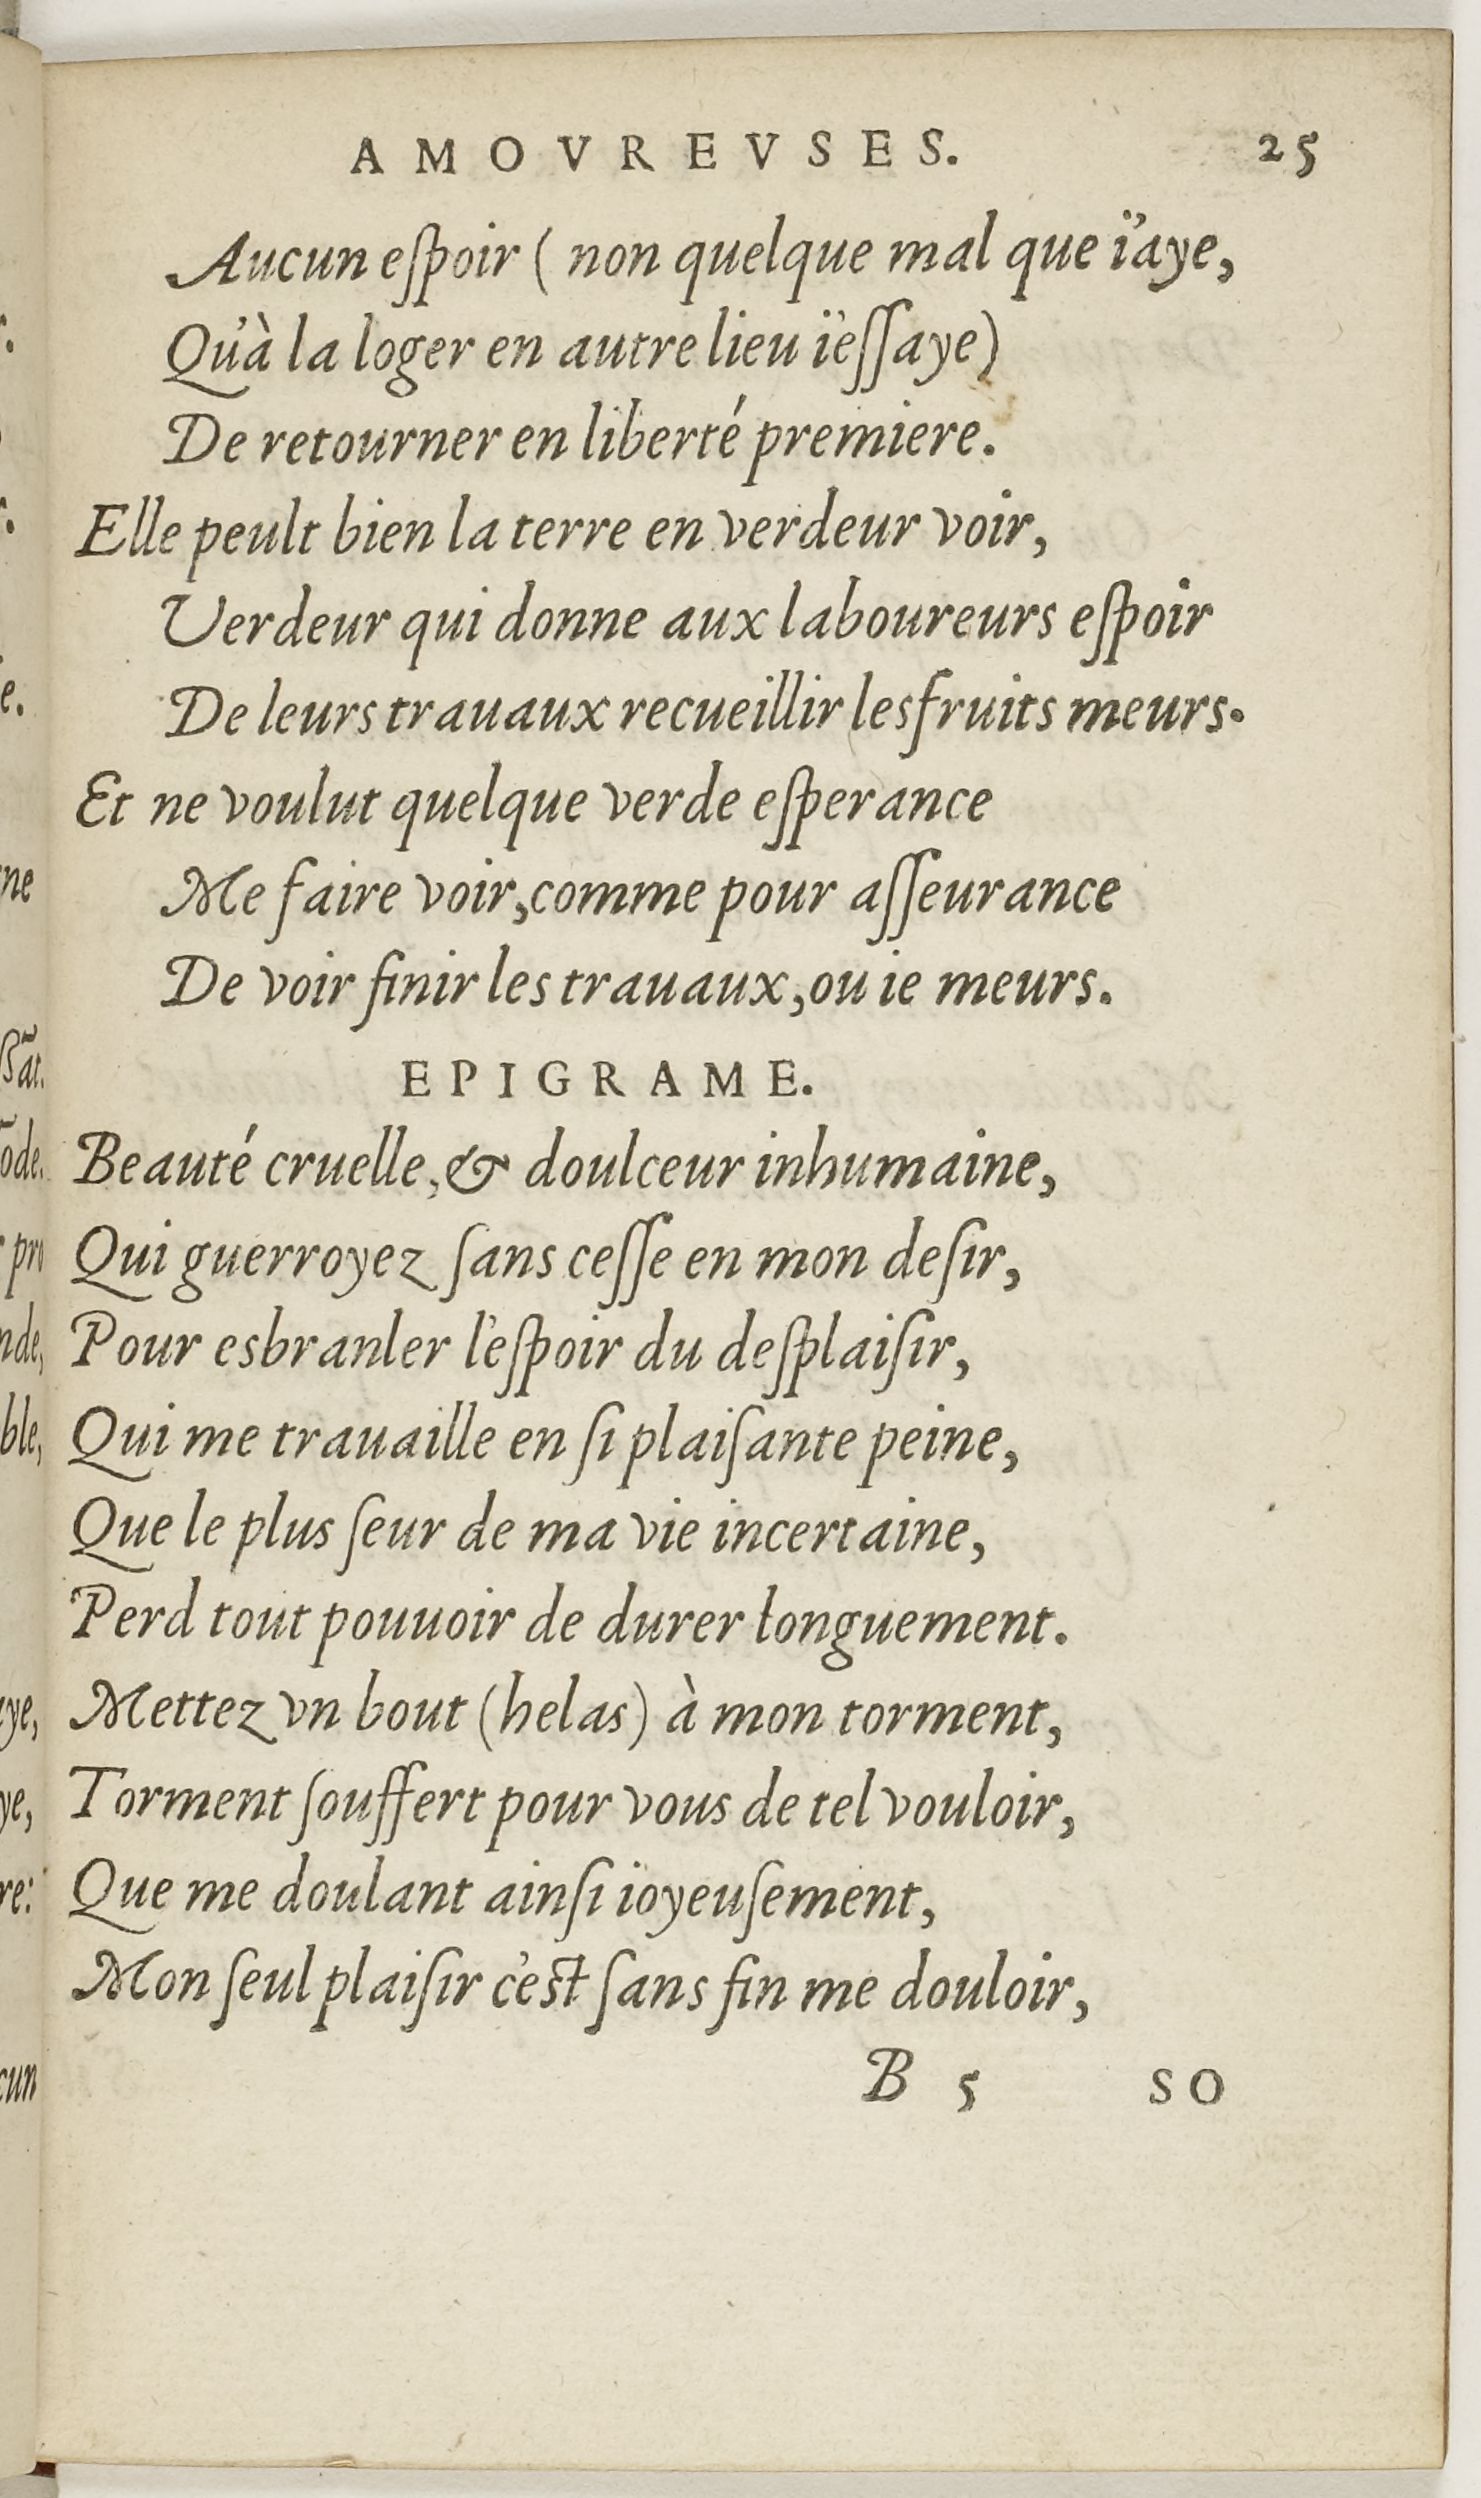 AMOVREVSES. 25
Aucun eſpoir ( non quelque mal que i'aye,
Qu'à la loger en autre lieu i'eſſaye)
De retourner en liberté premiere.
Elle peult bien la terre en verdeur voir,
Verdeur qui donne aux laboureurs eſpoir
De leurs trauaux recueillir les fruits meurs.
Et ne voulut quelque verde eſperance
Me faire voir, comme pour aſſeurance
De voir finir les trauaux, ou ie meurs.
EPIGRAME.
Beauté cruelle, & doulceur inhumaine,
Qui guerroyez ſans ceſſe en mon deſir,
Pour esbranler l'eſpoir du deſplaiſir,
Qui me trauaille en ſi plaiſante peine,
Que le plus ſeur de ma vie incertaine,
Perd tout pouuoir de durer longuement.
Mettez vn bout (helas) à mon torment,
Torment ſouffert pour vous de tel vouloir,
Que me doulant ainſi ioyeuſement,
Mon ſeul plaiſir c'eſt ſans fin me douloir,
B 5 SO